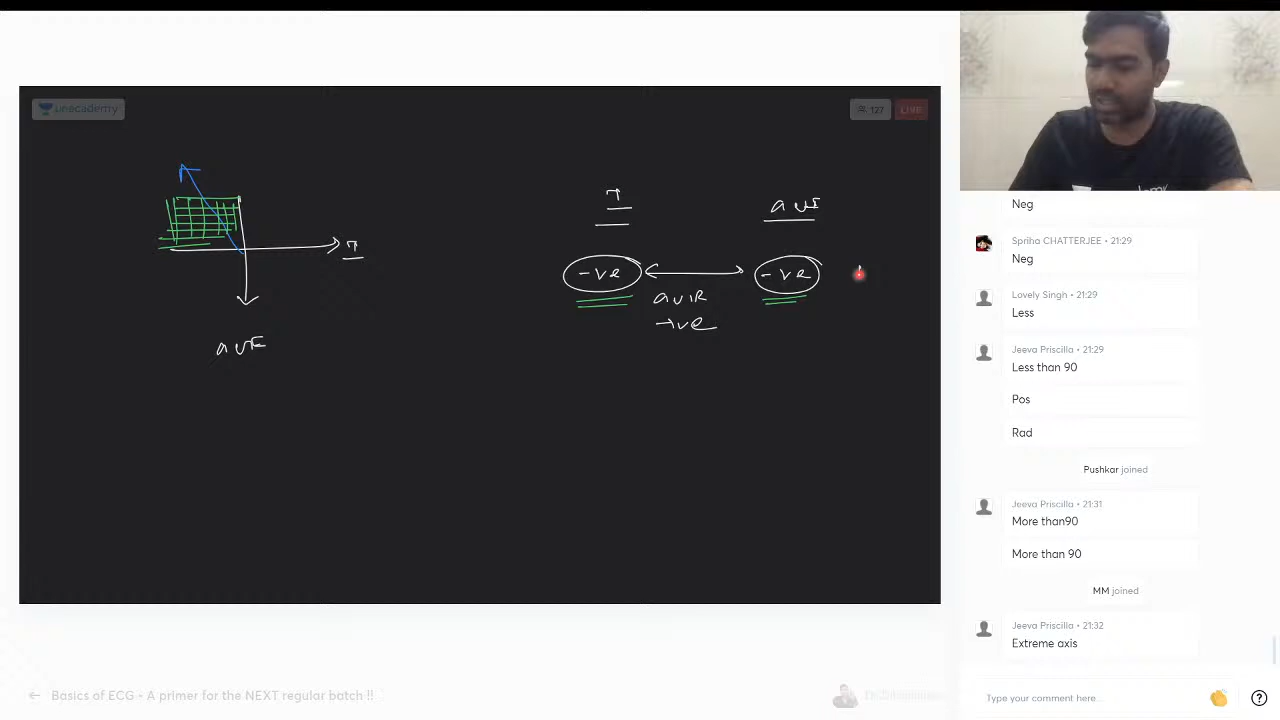 unacademy
127
LIVE
I
aVF
I
-ve
-ve
aVR
+ve
aVF
Neg
Spriha CHATTERJEE • 21:29
Neg
Lovely Singh • 21:29
Less
Jeeva Priscilla • 21:29
Less than 90
Pos
Rad
Pushkar joined
Jeeva Priscilla • 21:31
More than90
More than 90
MM joined
Jeeva Priscilla • 21:32
Extreme axis
Basics of ECG - A primer for the NEXT regular batch !!
Type your comment here...